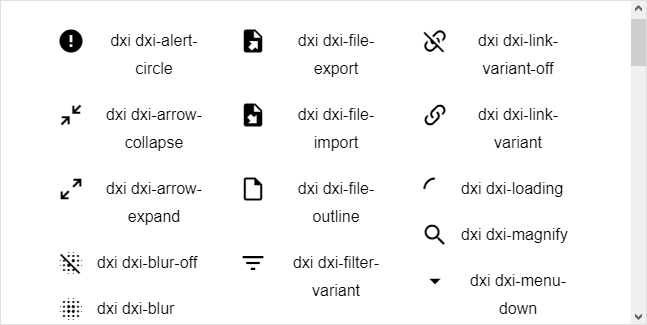 dxi dxi-alert-
circle
dxi dxi-arrow-
collapse
dxi dxi-arrow-
expand
dxi dxi-blur-off
dxi dxi-blur
dxi dxi-file-
export
dxi dxi-file-
import
dxi dxi-file-
outline
dxi dxi-filter-
variant
dxi dxi-link-
variant-off
dxi dxi-link-
variant
dxi dxi-loading
dxi dxi-magnify
dxi dxi-menu-
down